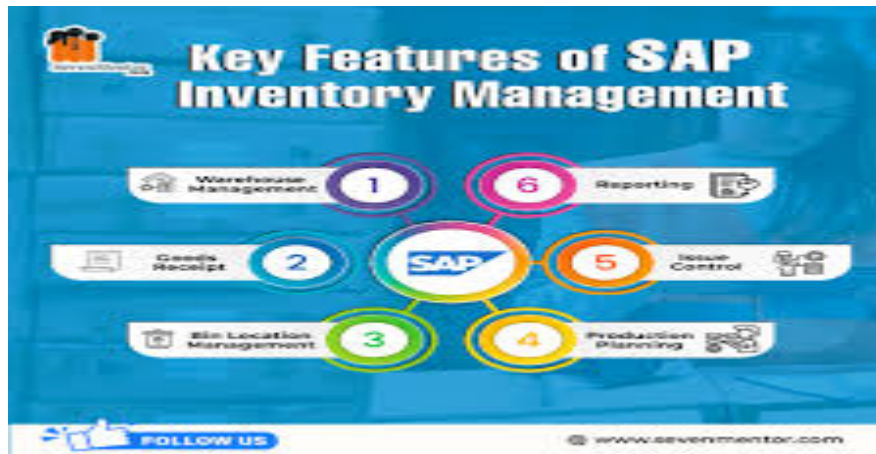 SevenMentor
Key Features of SAP
Inventory Management
Warehouse
Management
1
6
Reporting
Goods
Receipt
2
SAP
5
Issue
Control
Bin Location
Management
3
4
Production
Planning
FOLLOW US
www.sevenmentor.com